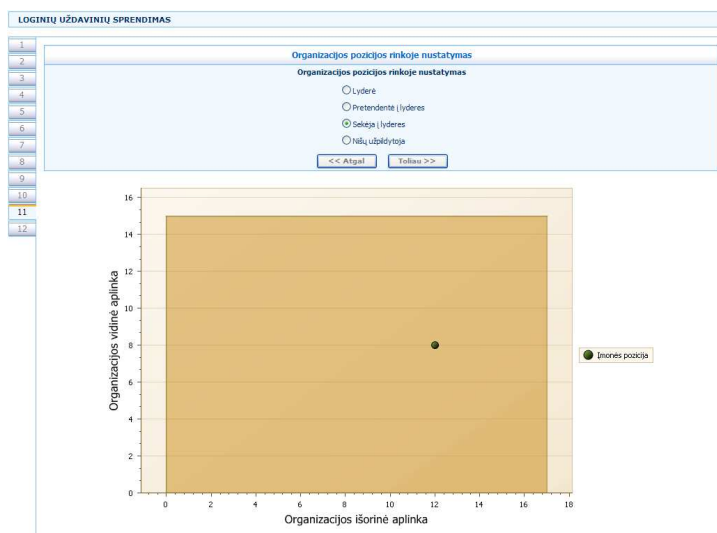 LOGINIŲ UŽDAVINIŲ SPRENDIMAS
1
2
3
4
5
6
7
8
9
10
11
12
Organizacijos pozicijos rinkoje nustatymas
Organizacijos pozicijos rinkoje nustatymas
Lyderė
Pretendentė į lyderes
Sekėja į lyderes
Nišų užpildytoja
<< Atgal
Toliau >>
16
14
12
10
8
6
4
2
0
Organizacijos vidinė aplinka
0 2 4 6 8 10 12 14 16 18
Organizacijos išorinė aplinka
Įmonės pozicija